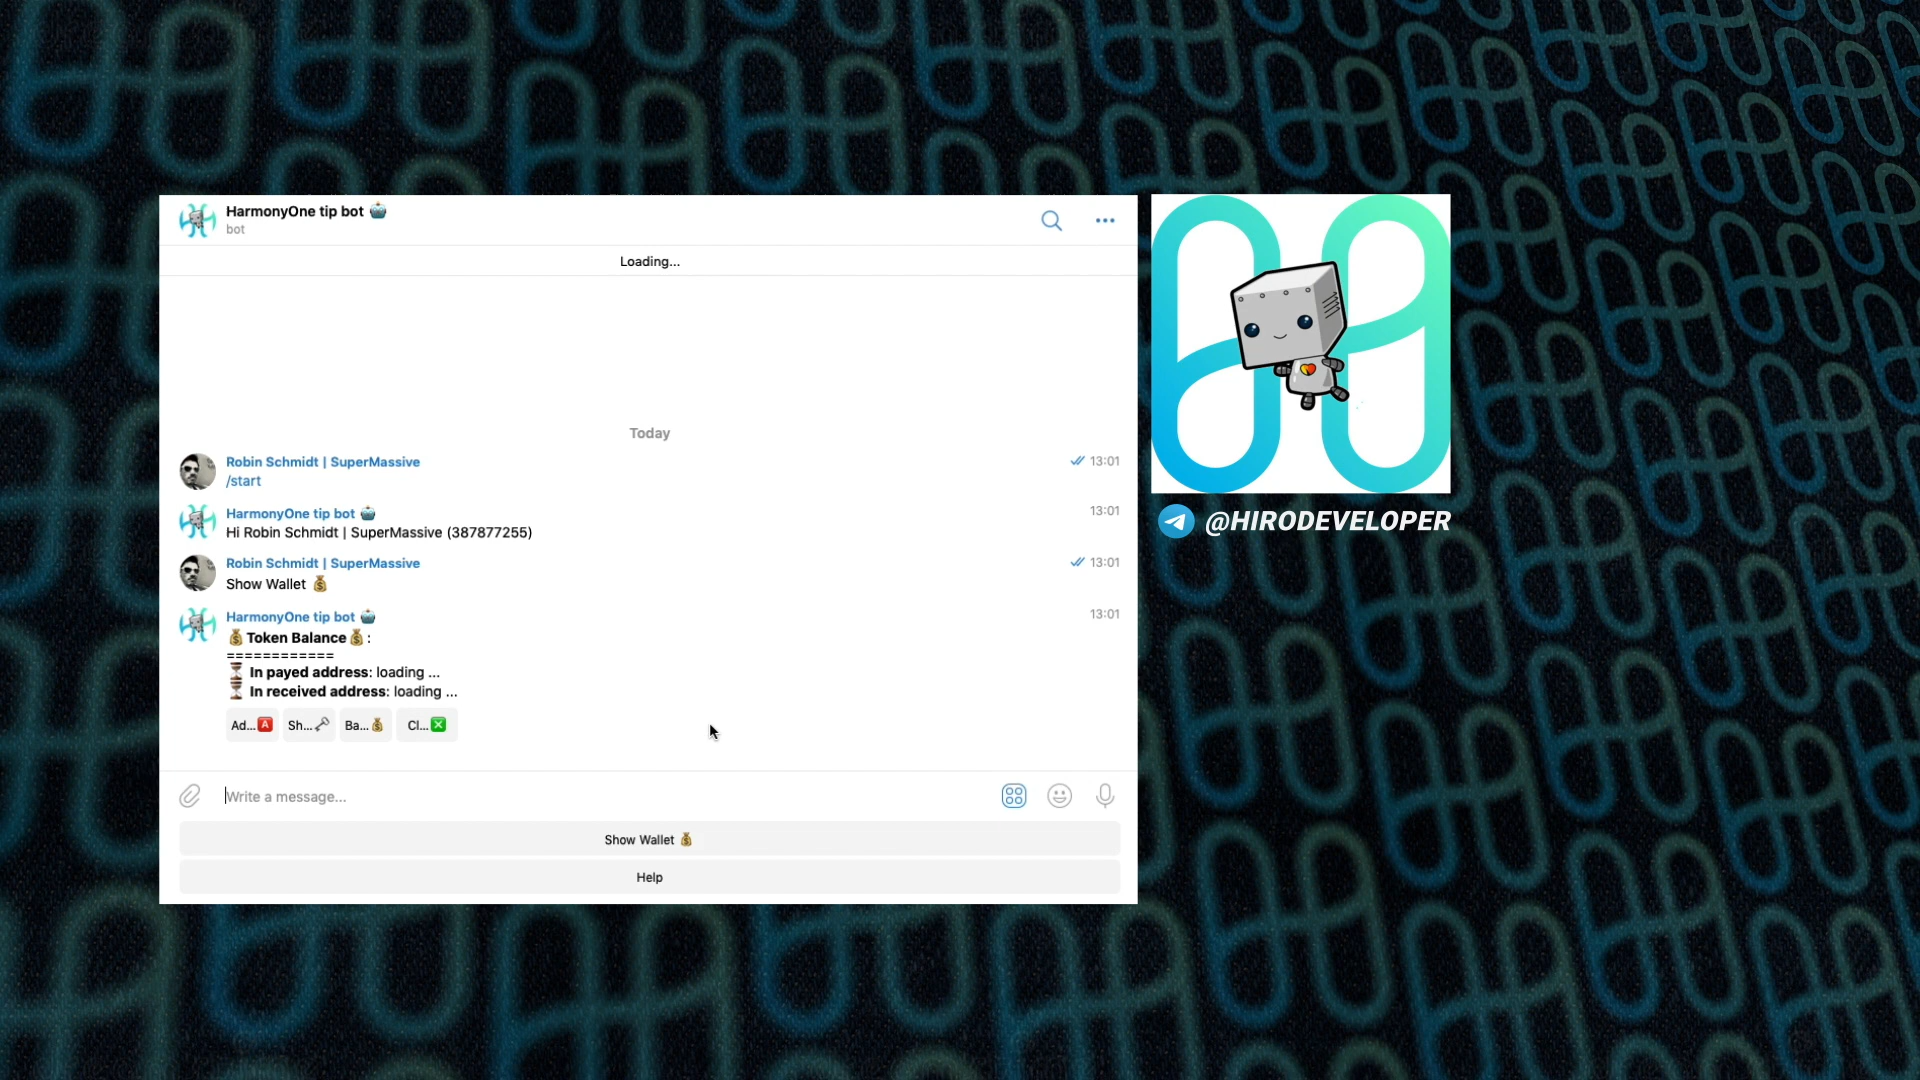 HarmonyOne tip bot 🤖
bot
Loading...
Today
Robin Schmidt | SuperMassive
13:01
/start
HarmonyOne tip bot 🤖
13:01
Hi Robin Schmidt | SuperMassive (387877255)
Robin Schmidt | SuperMassive
13:01
Show Wallet 💰
HarmonyOne tip bot 🤖
13:01
💰Token Balance💰:
============
⏳ In payed address: loading ...
⏳ In received address: loading ...
Ad...🅰 Sh...🗝 Ba...💰 Cl...❎
Write a message...
Show Wallet 💰
Help
@HIRODEVELOPER